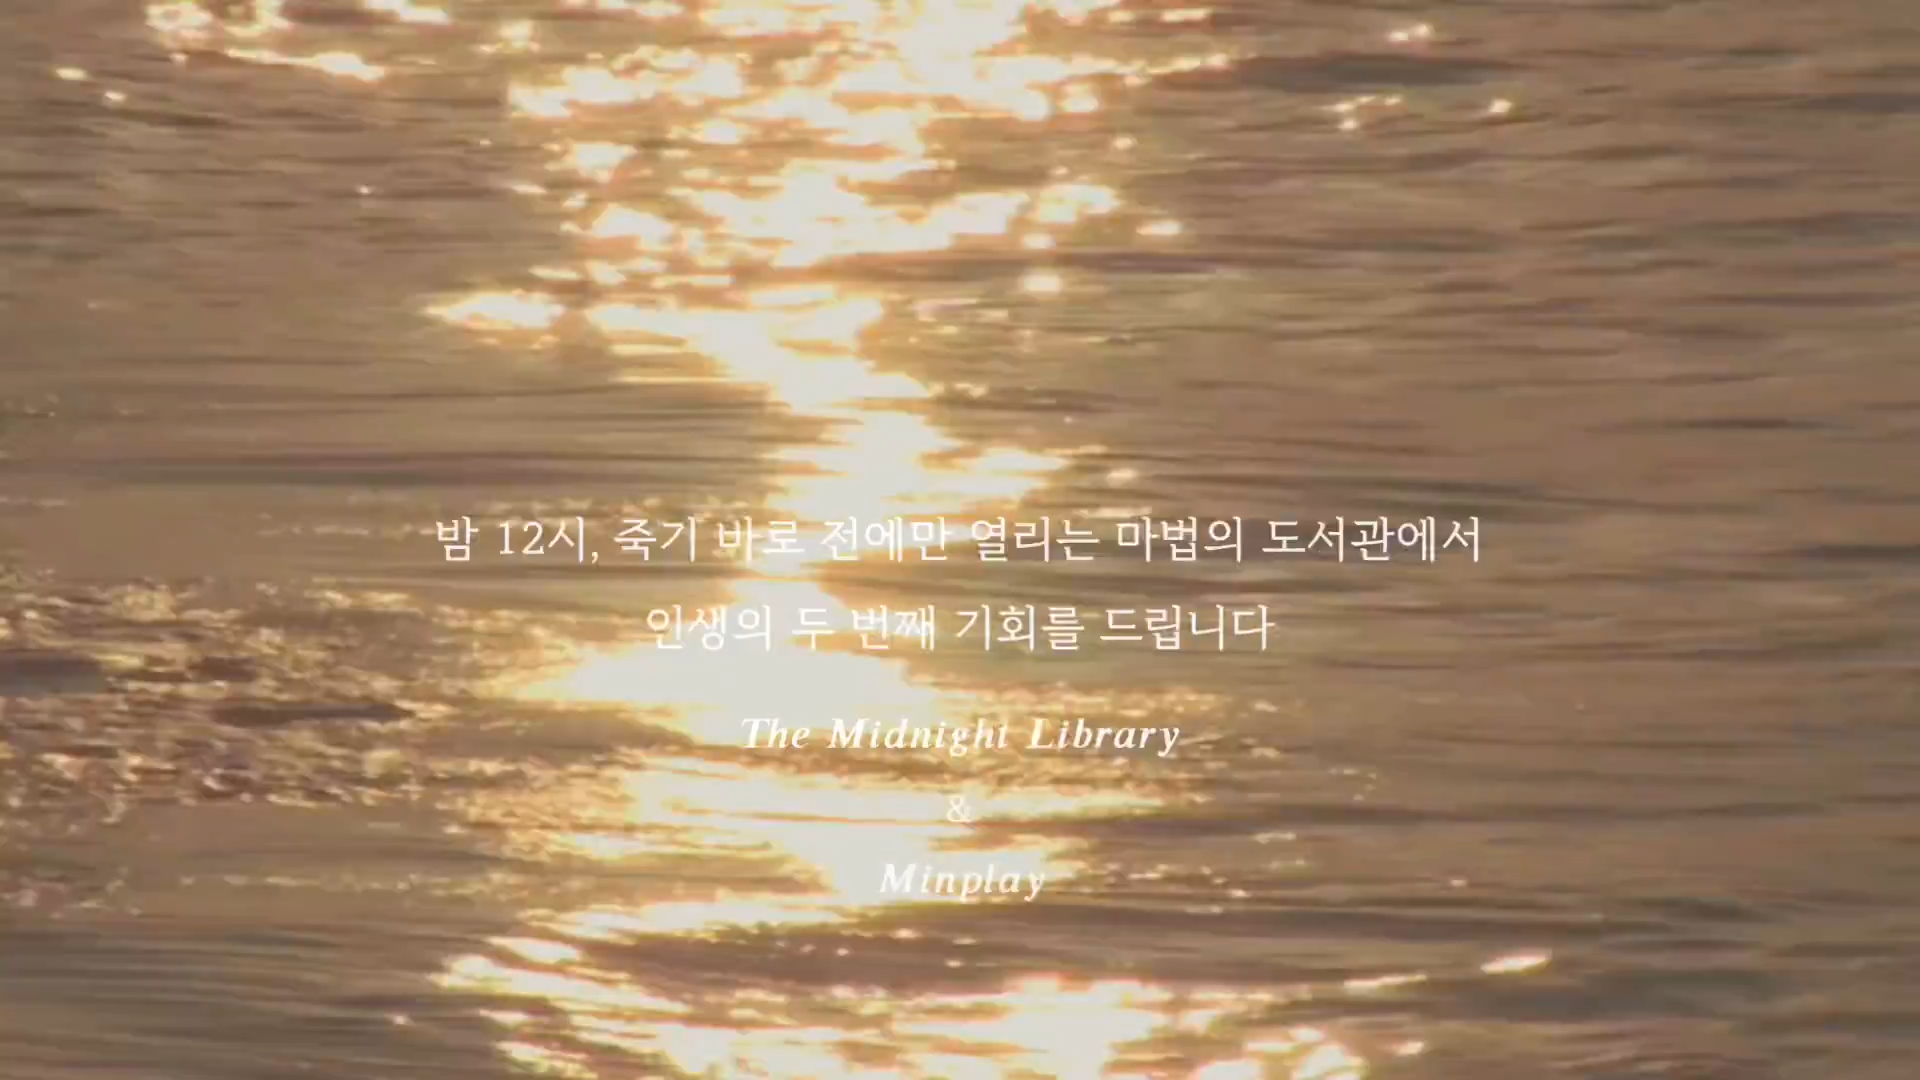 밤 12시, 죽기 바로 전에만 열리는 마법의 도서관에서
인생의 두 번째 기회를 드립니다
The Midnight Library
&
Minplay